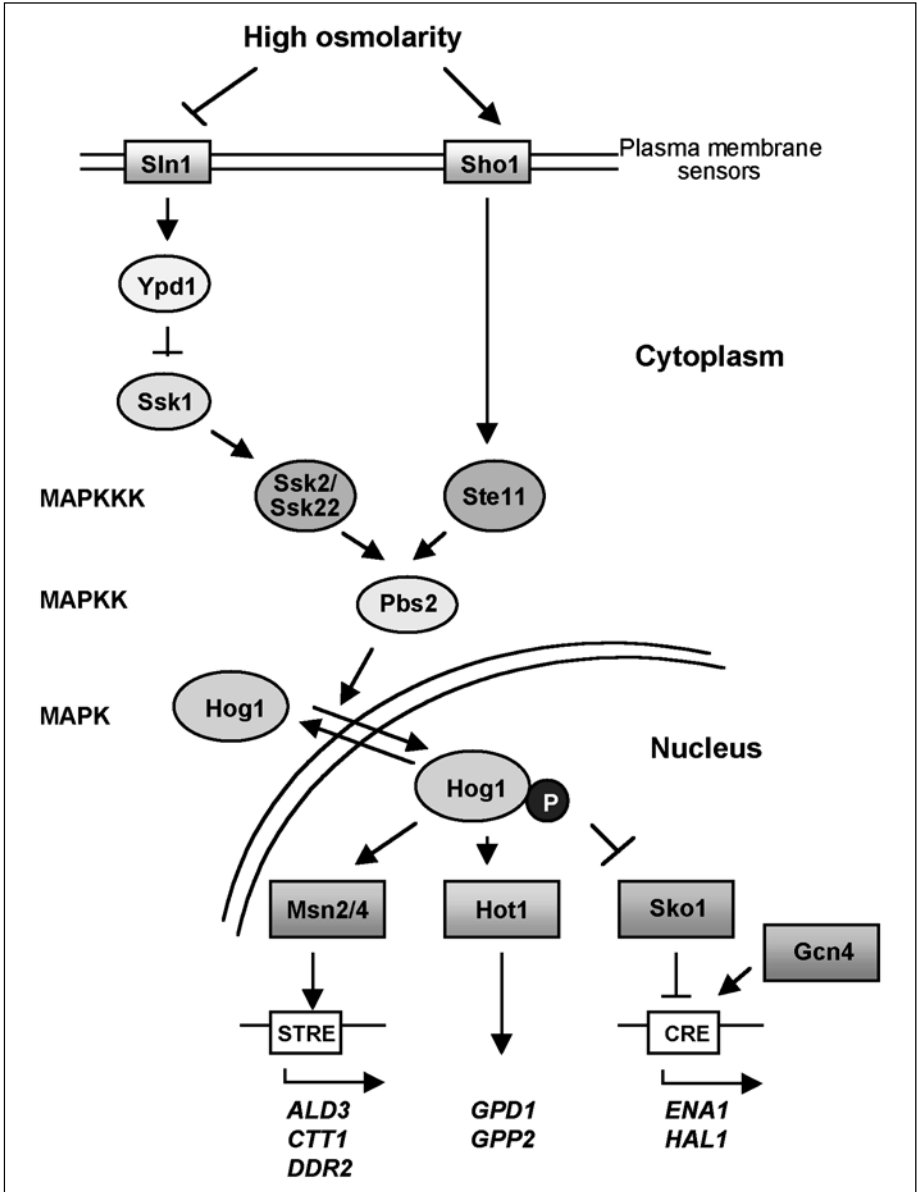 High osmolarity
Sln1
Sho1
Plasma membrane
sensors
Ypd1
Cytoplasm
Ssk1
MAPKKK
Ssk2/
Ssk22
Ste11
MAPKK
Pbs2
MAPK
Hog1
Nucleus
Hog1
P
Msn2/4
Hot1
Sko1
Gcn4
STRE
CRE
ALD3
CTT1
DDR2
GPD1
GPP2
ENA1
HAL1